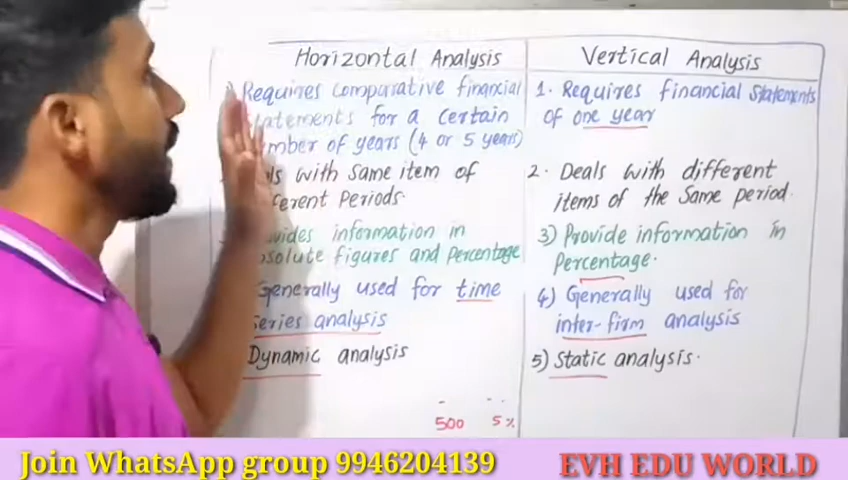 Horizontal Analysis
Requires comparative financial
statements for a certain
number of years (4 or 5 years)
with same item of
Periods.
information in
figures and Percentage
Generally used for time
Series analysis
Dynamic analysis
500 5%
Vertical Analysis
1. Requires financial statements
of one year
2. Deals with different
items of the same period.
3) Provide information in
Percentage.
4) Generally used for
inter-firm analysis
5) Static analysis.
Join WhatsApp group 9946204139
EVH EDU WORLD